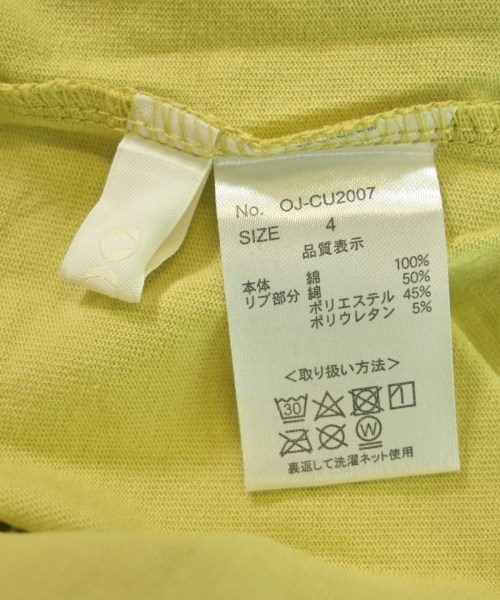 No. OJ-CU2007
SIZE 4
品質表示
本体 綿 100%
リブ部分 綿 50%
ポリエステル 45%
ポリウレタン 5%
<取り扱い方法>
30
W
裏返して洗濯ネット使用